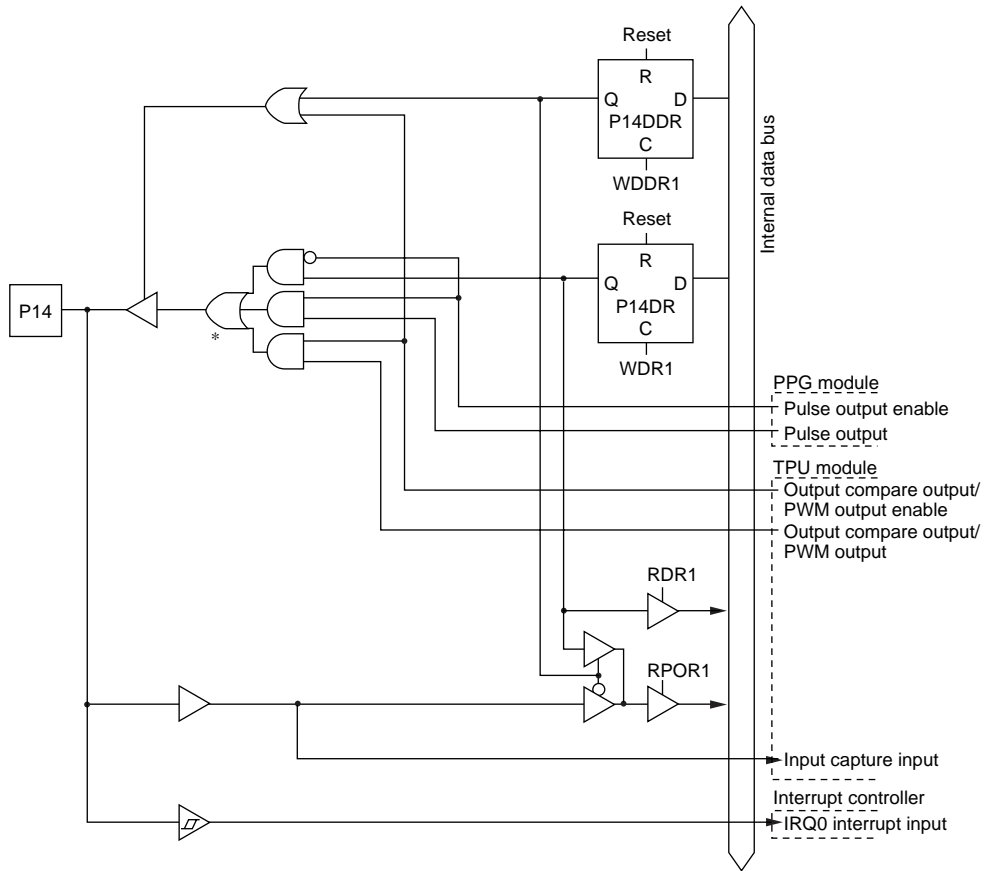 Reset
R
Q D
P14DDR
C
WDDR1
Internal data bus
Reset
R
Q D
P14DR
C
WDR1
P14
*
PPG module
Pulse output enable
Pulse output
TPU module
Output compare output/
PWM output enable
Output compare output/
PWM output
RDR1
RPOR1
Input capture input
Interrupt controller
IRQ0 interrupt input